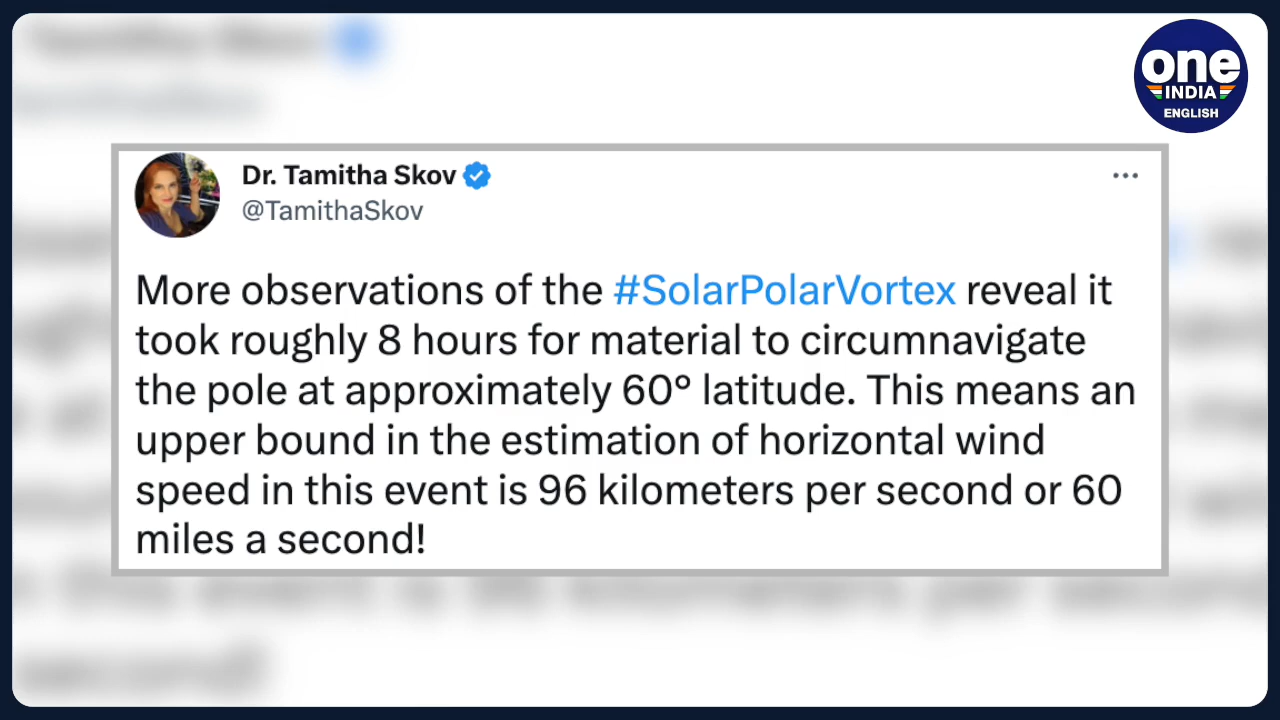 one
INDIA
ENGLISH
Dr. Tamitha Skov
@TamithaSkov
More observations of the #SolarPolarVortex reveal it
took roughly 8 hours for material to circumnavigate
the pole at approximately 60° latitude. This means an
upper bound in the estimation of horizontal wind
speed in this event is 96 kilometers per second or 60
miles a second!